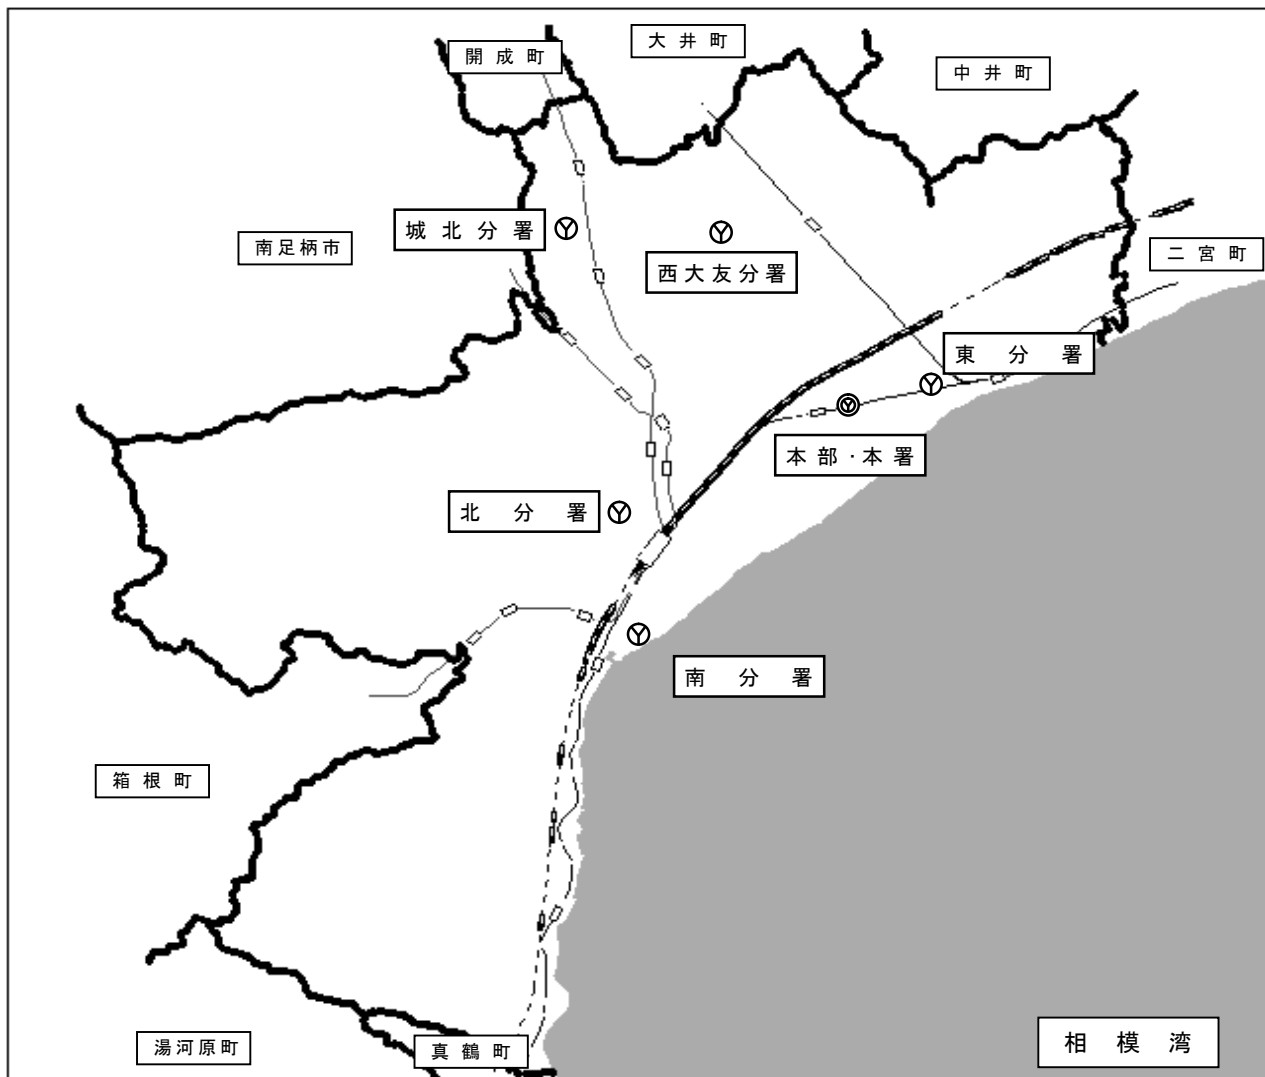 大井町
開成町
中井町
城北分署
南足柄市
二宮町
西大友分署
東分署
本部・本署
北分署
南分署
箱根町
相模湾
湯河原町
真鶴町